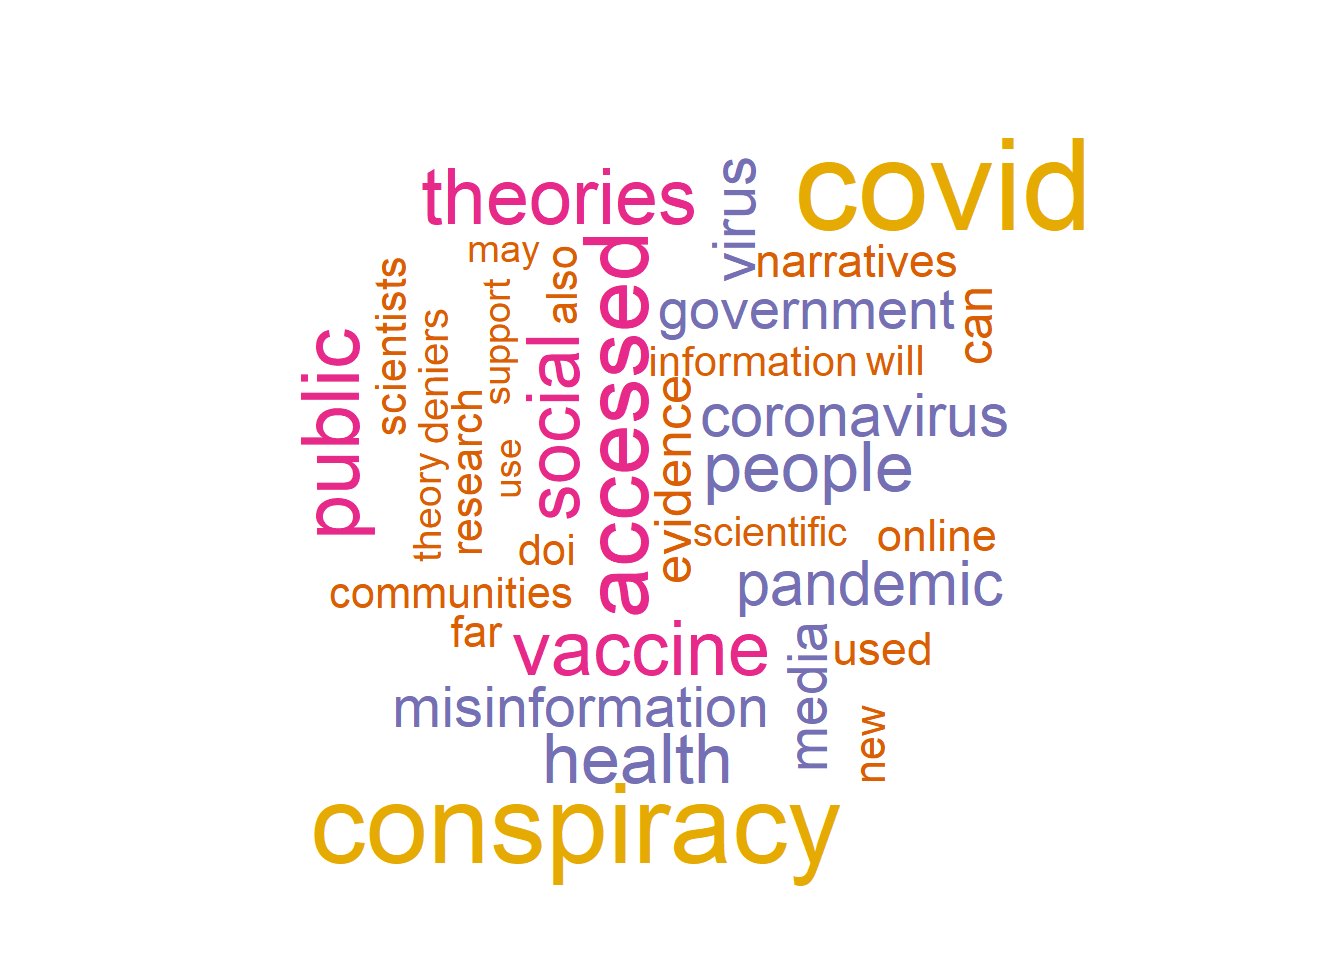 covid
theories
virus
may
also
accessed
narratives
scientists
support
government
can
public
deniers
social
information
will
research
evidence
coronavirus
theory
use
people
scientific
online
doi
communities
pandemic
far
vaccine
media
used
misinformation
new
health
conspiracy